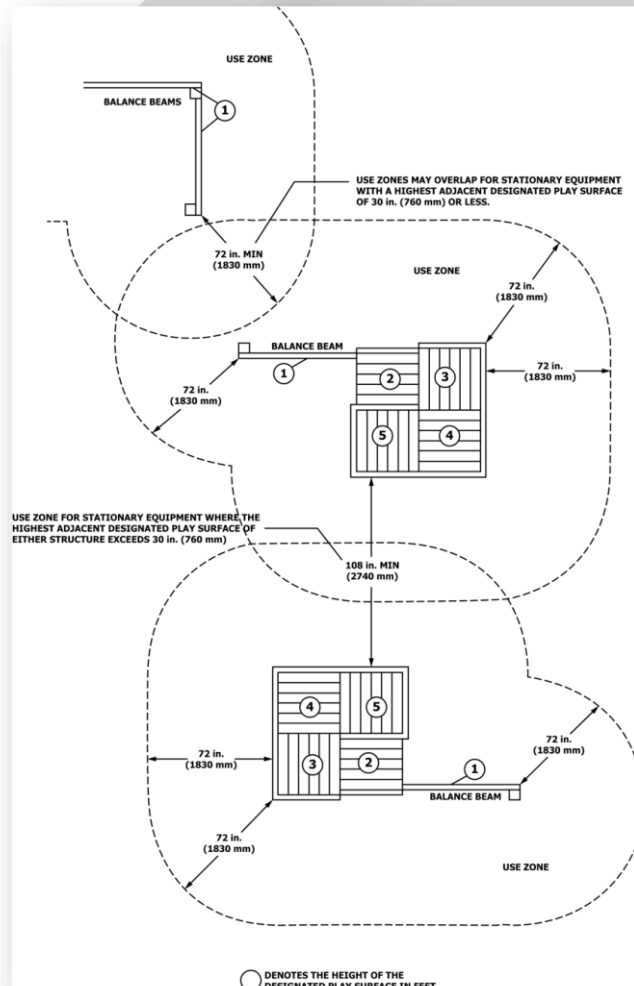 USE ZONE
BALANCE BEAMS
1
USE ZONES MAY OVERLAP FOR STATIONARY EQUIPMENT
WITH A HIGHEST ADJACENT DESIGNATED PLAY SURFACE
OF 30 in. (760 mm) OR LESS.
72 in. MIN
(1830 mm)
USE ZONE
72 in.
(1830 mm)
BALANCE BEAM
1
2
3
72 in.
(1830 mm)
72 in.
(1830 mm)
5
4
USE ZONE FOR STATIONARY EQUIPMENT WHERE THE
HIGHEST ADJACENT DESIGNATED PLAY SURFACE OF
EITHER STRUCTURE EXCEEDS 30 in. (760 mm)
108 in. MIN
(2740 mm)
4
5
72 in.
(1830 mm)
3
2
1
BALANCE BEAM
72 in.
(1830 mm)
72 in.
(1830 mm)
USE ZONE
DENOTES THE HEIGHT OF THE
DESIGNATED PLAY SURFACE IN FEET